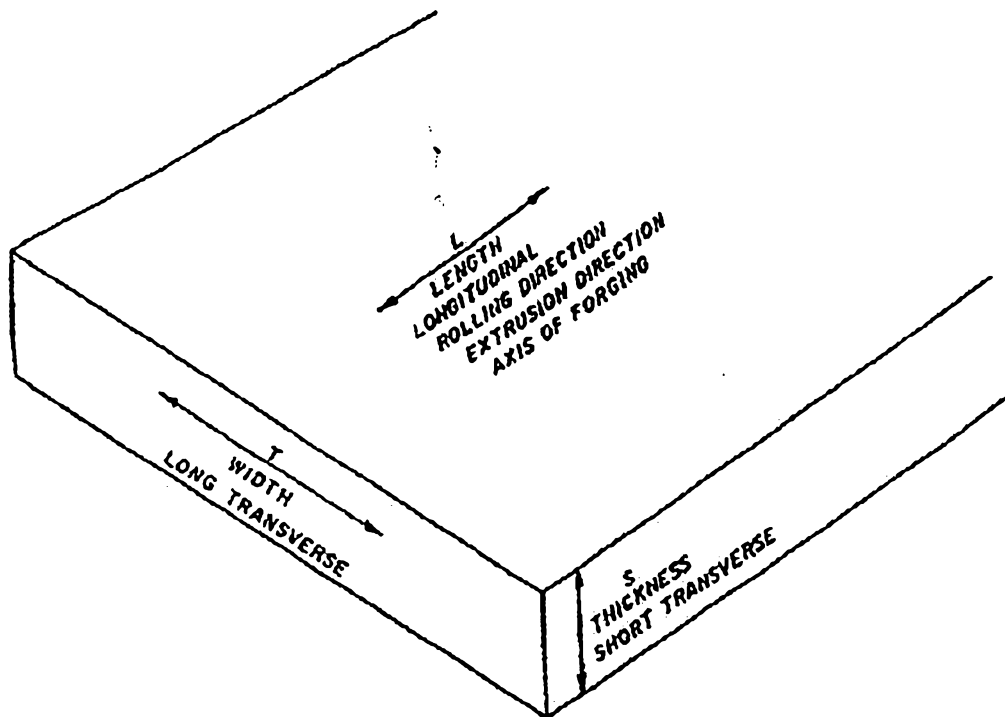 L
LENGTH
LONGITUDINAL
ROLLING DIRECTION
EXTRUSION DIRECTION
AXIS OF FORGING
T
WIDTH
LONG TRANSVERSE
S
THICKNESS
SHORT TRANSVERSE